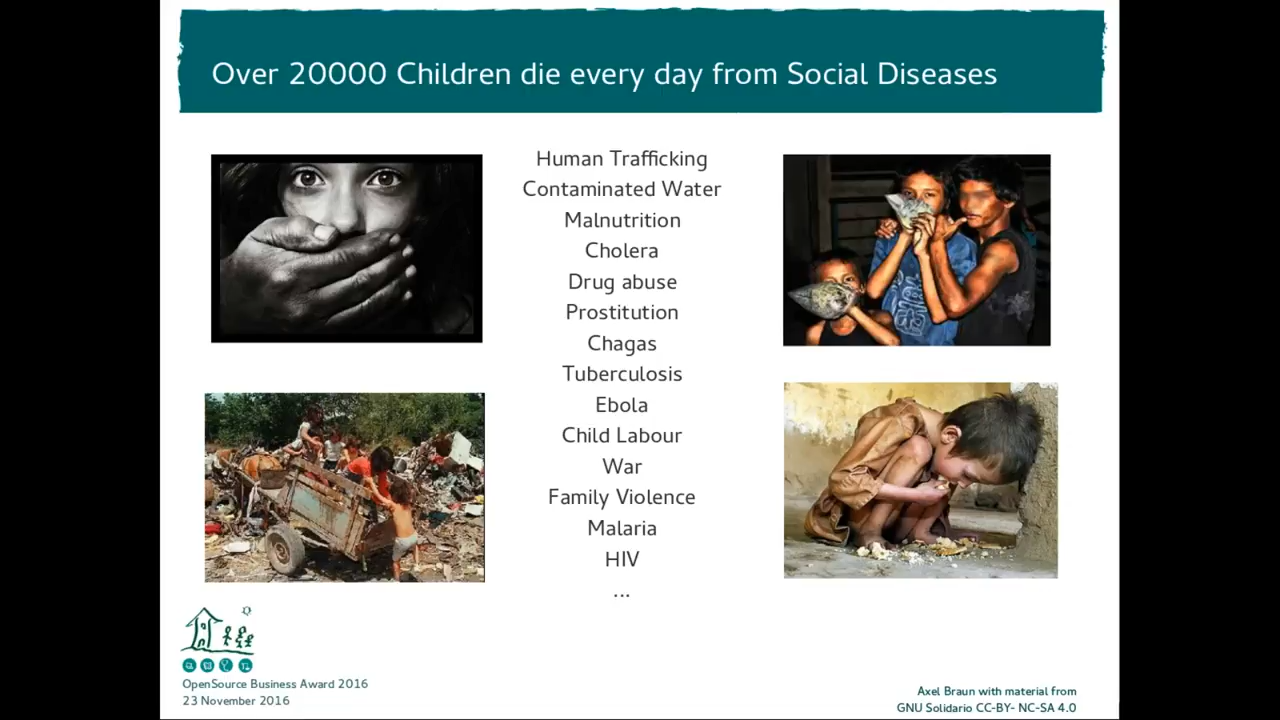 Over 20000 Children die every day from Social Diseases
Human Trafficking
Contaminated Water
Malnutrition
Cholera
Drug abuse
Prostitution
Chagas
Tuberculosis
Ebola
Child Labour
War
Family Violence
Malaria
HIV
...
OpenSource Business Award 2016
23 November 2016
Axel Braun with material from
GNU Solidario CC-BY- NC-SA 4.0